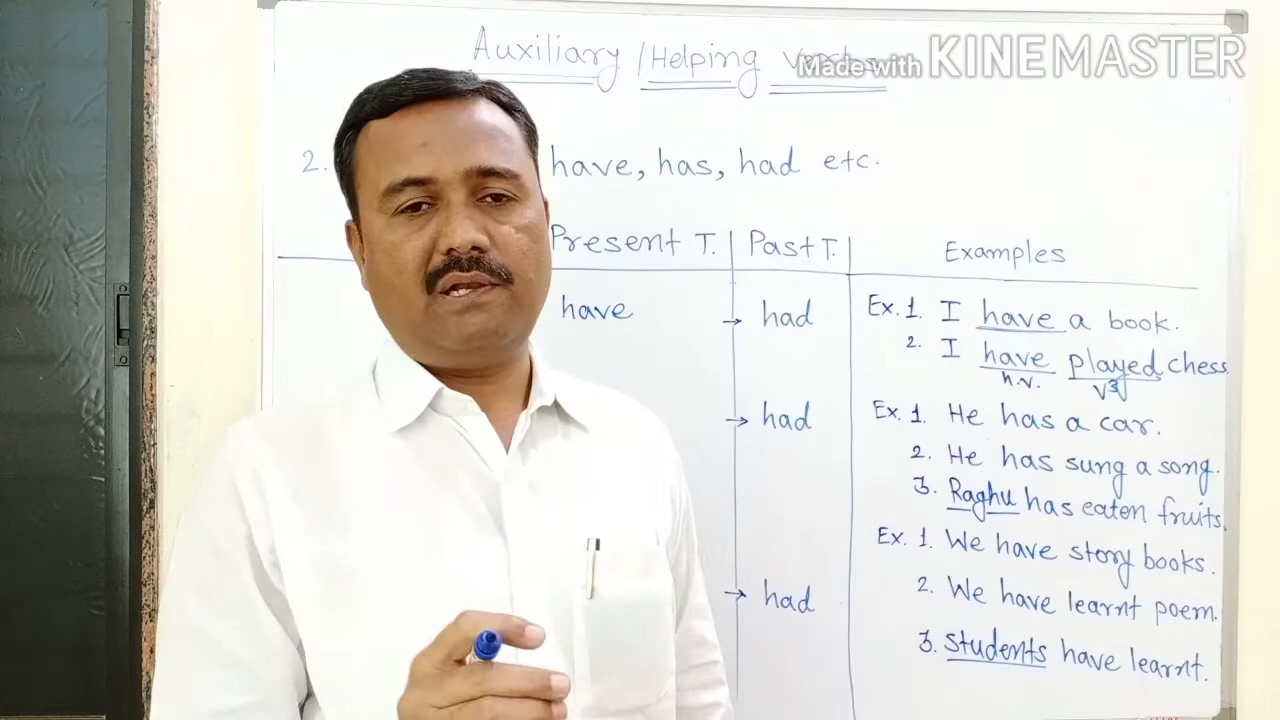 Auxiliary / Helping verbs
Made with KINEMASTER
2. have, has, had etc.
Present T. Past T. Examples
have → had Ex. 1. I have a book.
2. I have played chess
h.v. V3
→ had Ex. 1. He has a car.
2. He has sung a song.
3. Raghu has eaten fruits.
Ex. 1. We have story books.
→ had 2. We have learnt poem.
3. Students have learnt.